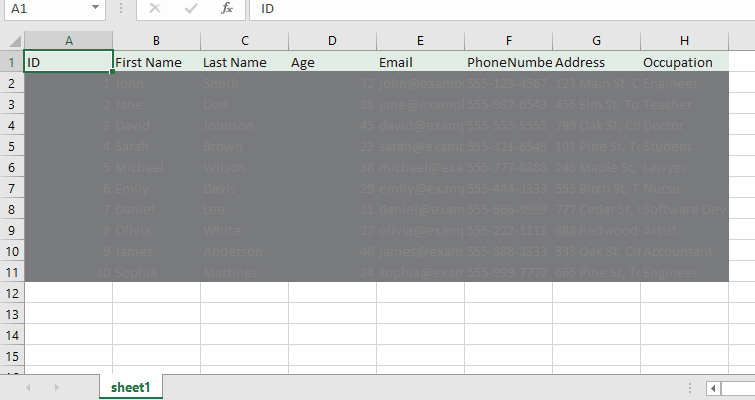 A1 fx ID
A B C D E F G H
1 ID First Name Last Name Age Email PhoneNumbe Address Occupation
2 1 John Smith 32 john@examp 555-123-4567 123 Main St, C Engineer
3 2 Jane Doe 28 jane@exampl 555-987-6543 456 Elm St, To Teacher
4 3 David Johnson 45 david@examp 555-555-5555 789 Oak St, Cit Doctor
5 4 Sarah Brown 22 sarah@examp 555-321-6549 101 Pine St, To Student
6 5 Michael Wilson 38 michael@exa 555-777-8888 246 Maple St, Lawyer
7 6 Emily Davis 29 emily@examp 555-444-3333 555 Birch St, T Nurse
8 7 Daniel Lee 31 daniel@exam 555-666-9999 777 Cedar St, Software Dev
9 8 Olivia White 27 olivia@examp 555-222-1111 888 Redwood Artist
10 9 James Anderson 40 james@exam 555-888-3333 333 Oak St, Cit Accountant
11 10 Sophia Martinez 24 sophia@exam 555-999-7777 666 Pine St, To Engineer
12
13
14
15
sheet1